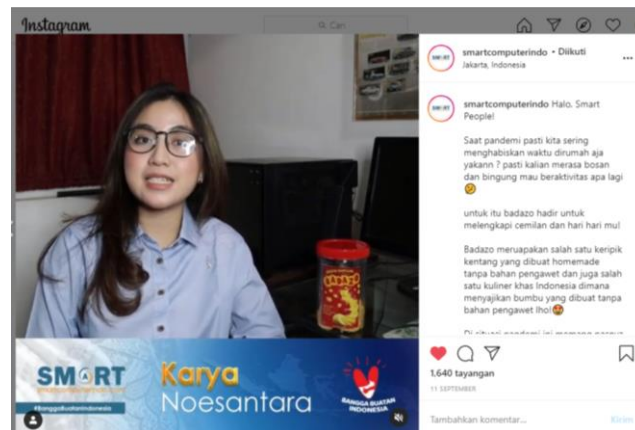 Instagram
Cari
smartcomputerindo • Diikuti
Jakarta, Indonesia
smartcomputerindo Halo, Smart
People!
Saat pandemi pasti kita sering
menghabiskan waktu dirumah aja
yakann ? pasti kalian merasa bosan
dan bingung mau beraktivitas apa lagi
untuk itu badazo hadir untuk
melengkapi cemilan dan hari hari mu!
Badazo meruapakan salah satu keripik
kentang yang dibuat homemade
tanpa bahan pengawet dan juga salah
satu kuliner khas Indonesia dimana
menyajikan bumbu yang dibuat tanpa
bahan pengawet lho!
1.640 tayangan
11 SEPTEMBER
Tambahkan komentar...
Kirim
BADAZO
SMART
#BanggaBuatanIndonesia
Karya
Noesantara
BANGGA BUATAN
INDONESIA